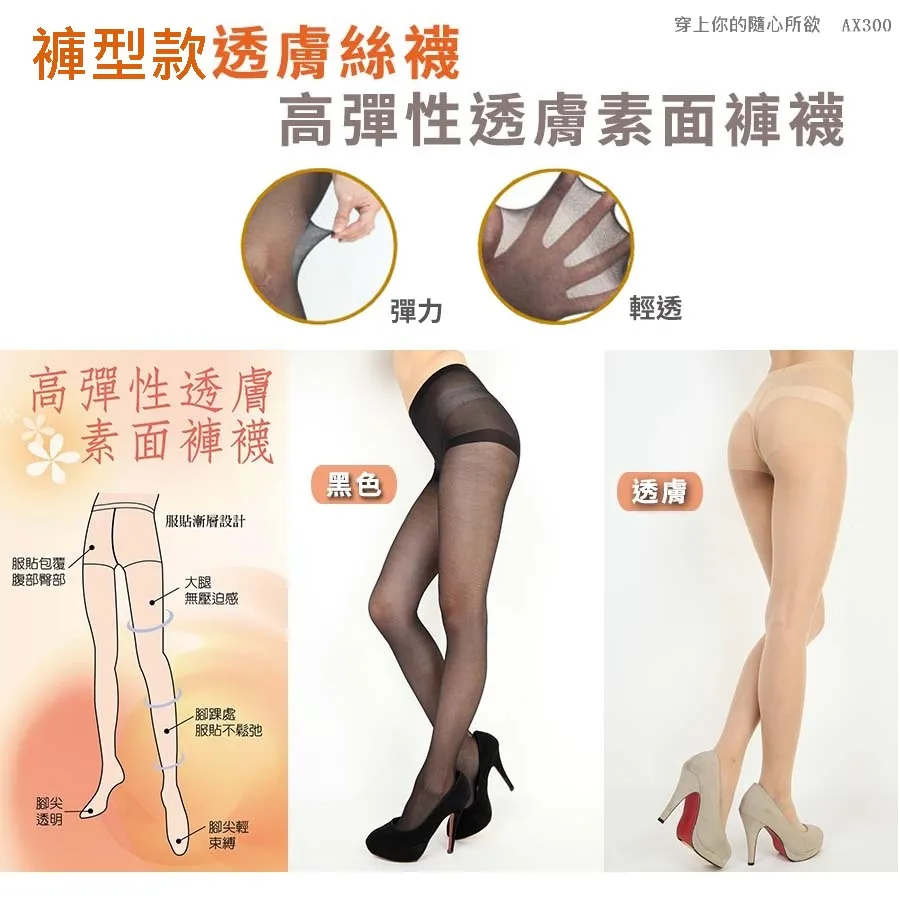 穿上你的隨心所欲 AX300
褲型款透膚絲襪
高彈性透膚素面褲襪
彈力
輕透
高彈性透膚
素面褲襪
服貼漸層設計
服貼包覆
腹部臀部
大腿
無壓迫感
腳踝處
服貼不鬆弛
腳尖
透明
腳尖輕
束縛
黑色
透膚